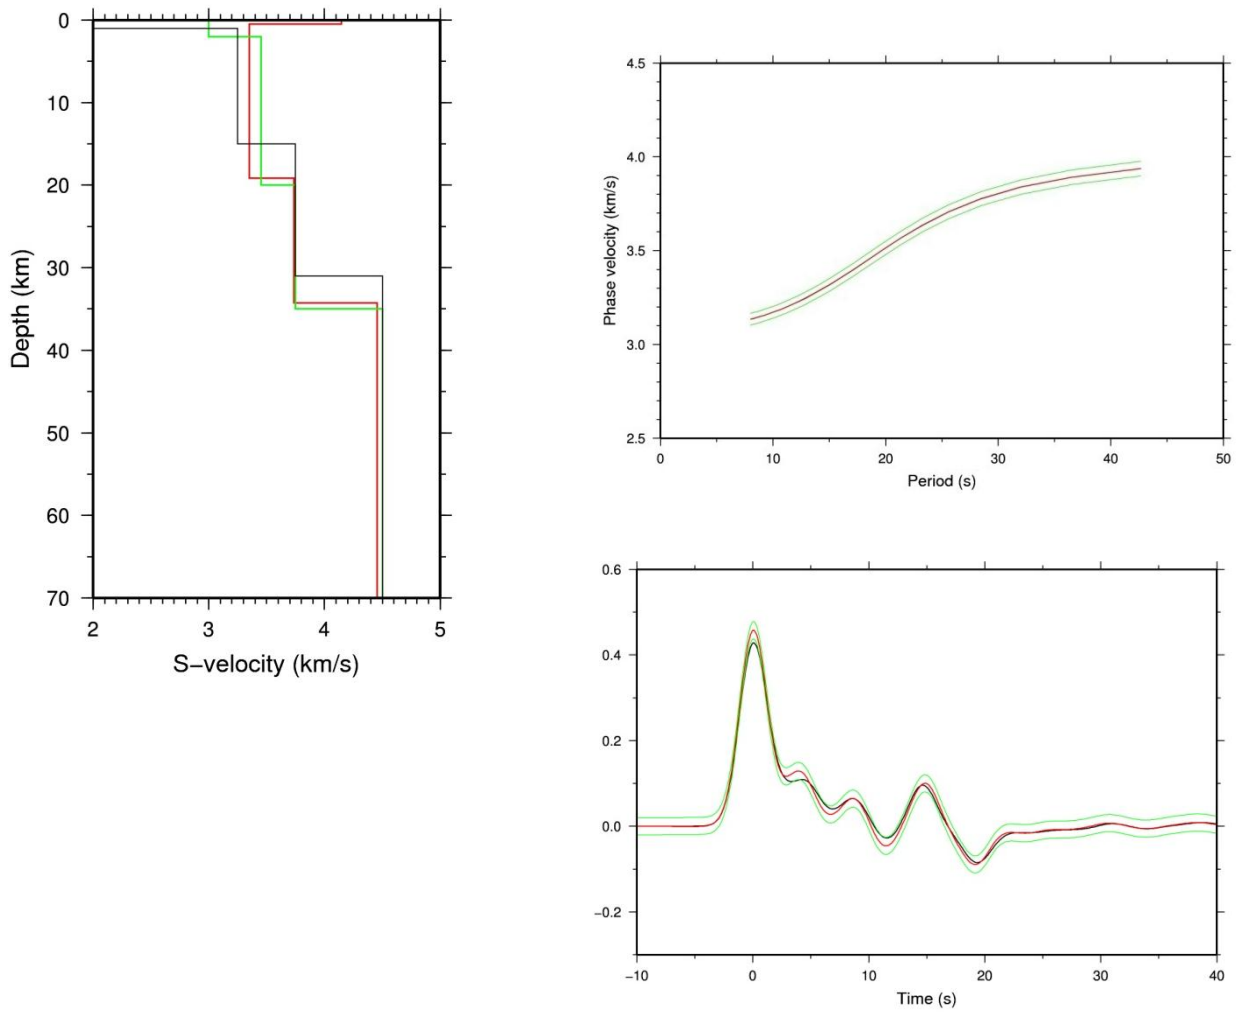 0
10
20
30
40
50
60
70
Depth (km)
2 3 4 5
S−velocity (km/s)
4.5
4.0
3.5
3.0
2.5
Phase velocity (km/s)
0 10 20 30 40 50
Period (s)
0.6
0.4
0.2
0.0
−0.2
−10 0 10 20 30 40
Time (s)